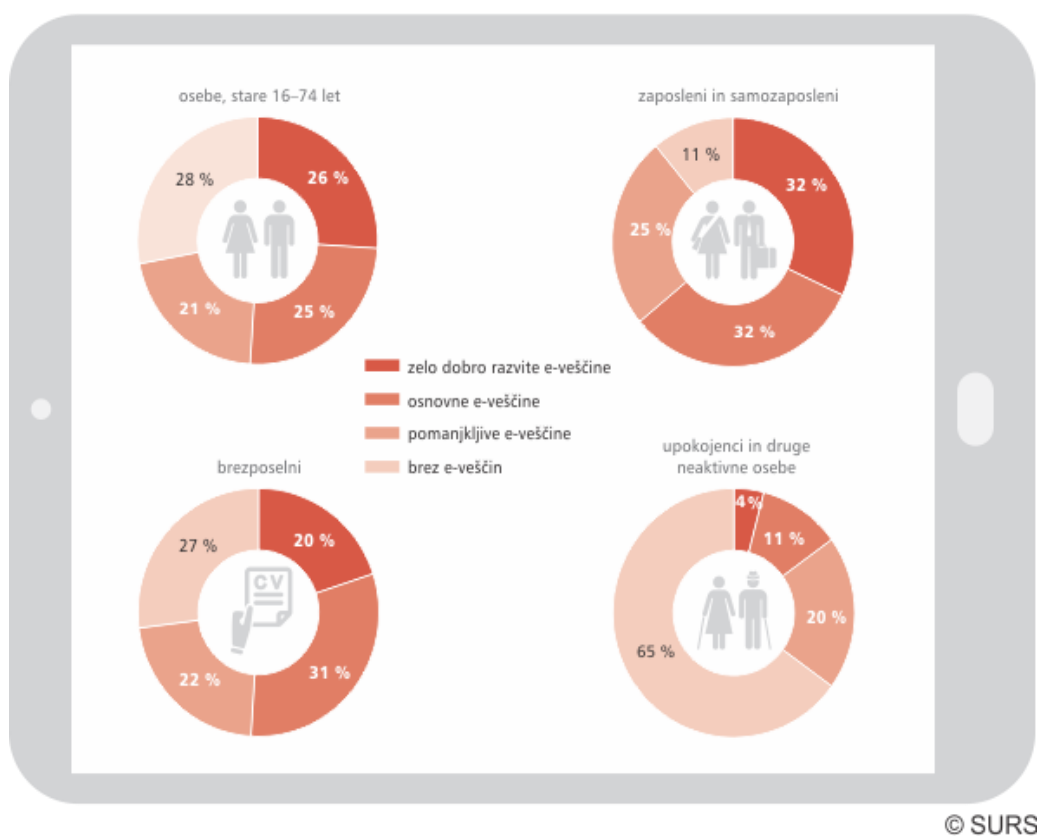 osebe, stare 16–74 let
28 %
26 %
21 %
25 %
zaposleni in samozaposleni
11 %
32 %
25 %
32 %
zelo dobro razvite e-veščine
osnovne e-veščine
pomanjkljive e-veščine
brez e-veščin
brezposelni
27 %
20 %
CV
22 %
31 %
upokojenci in druge
neaktivne osebe
4%
11 %
20 %
65 %
© SURS